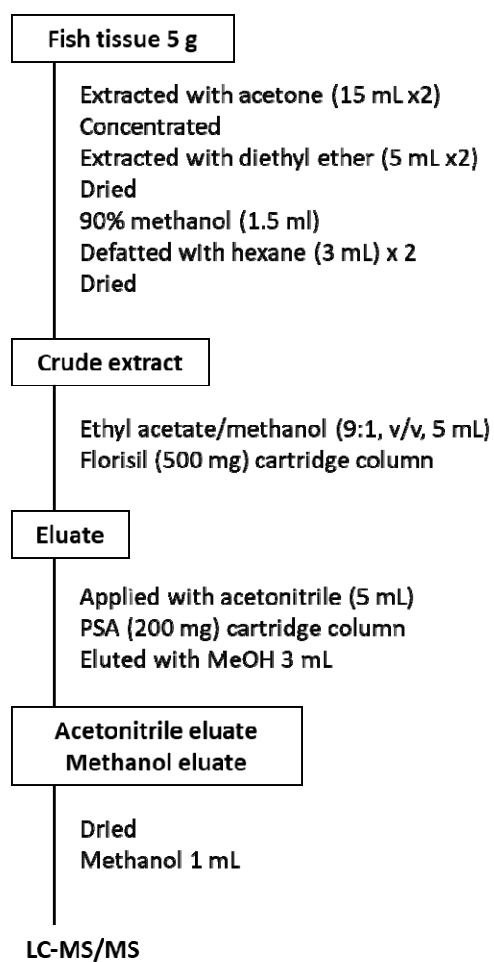 Fish tissue 5 g
Extracted with acetone (15 mL x2)
Concentrated
Extracted with diethyl ether (5 mL x2)
Dried
90% methanol (1.5 ml)
Defatted with hexane (3 mL) x 2
Dried
Crude extract
Ethyl acetate/methanol (9:1, v/v, 5 mL)
Florisil (500 mg) cartridge column
Eluate
Applied with acetonitrile (5 mL)
PSA (200 mg) cartridge column
Eluted with MeOH 3 mL
Acetonitrile eluate
Methanol eluate
Dried
Methanol 1 mL
LC-MS/MS